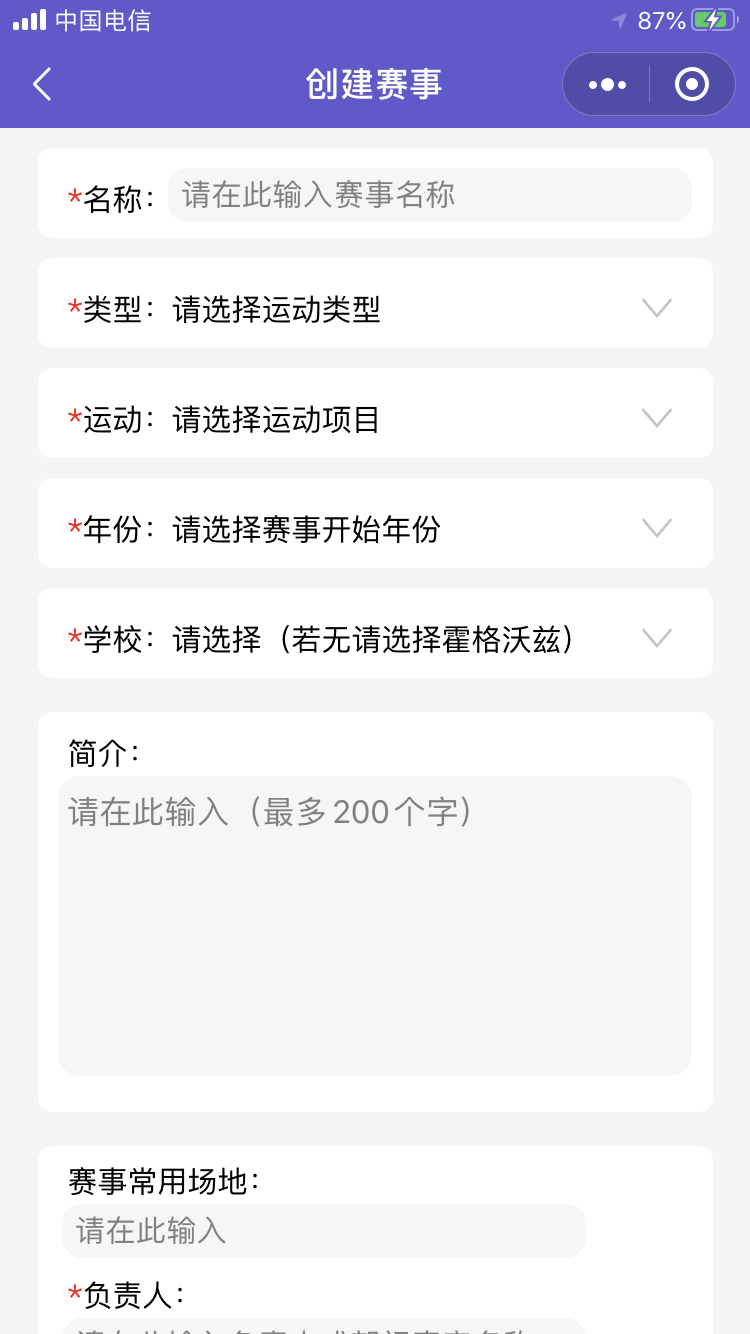 中国电信
87%
创建赛事
*名称：
请在此输入赛事名称
*类型：请选择运动类型
*运动：请选择运动项目
*年份：请选择赛事开始年份
*学校：请选择（若无请选择霍格沃兹）
简介：
请在此输入（最多200个字）
赛事常用场地：
请在此输入
*负责人：